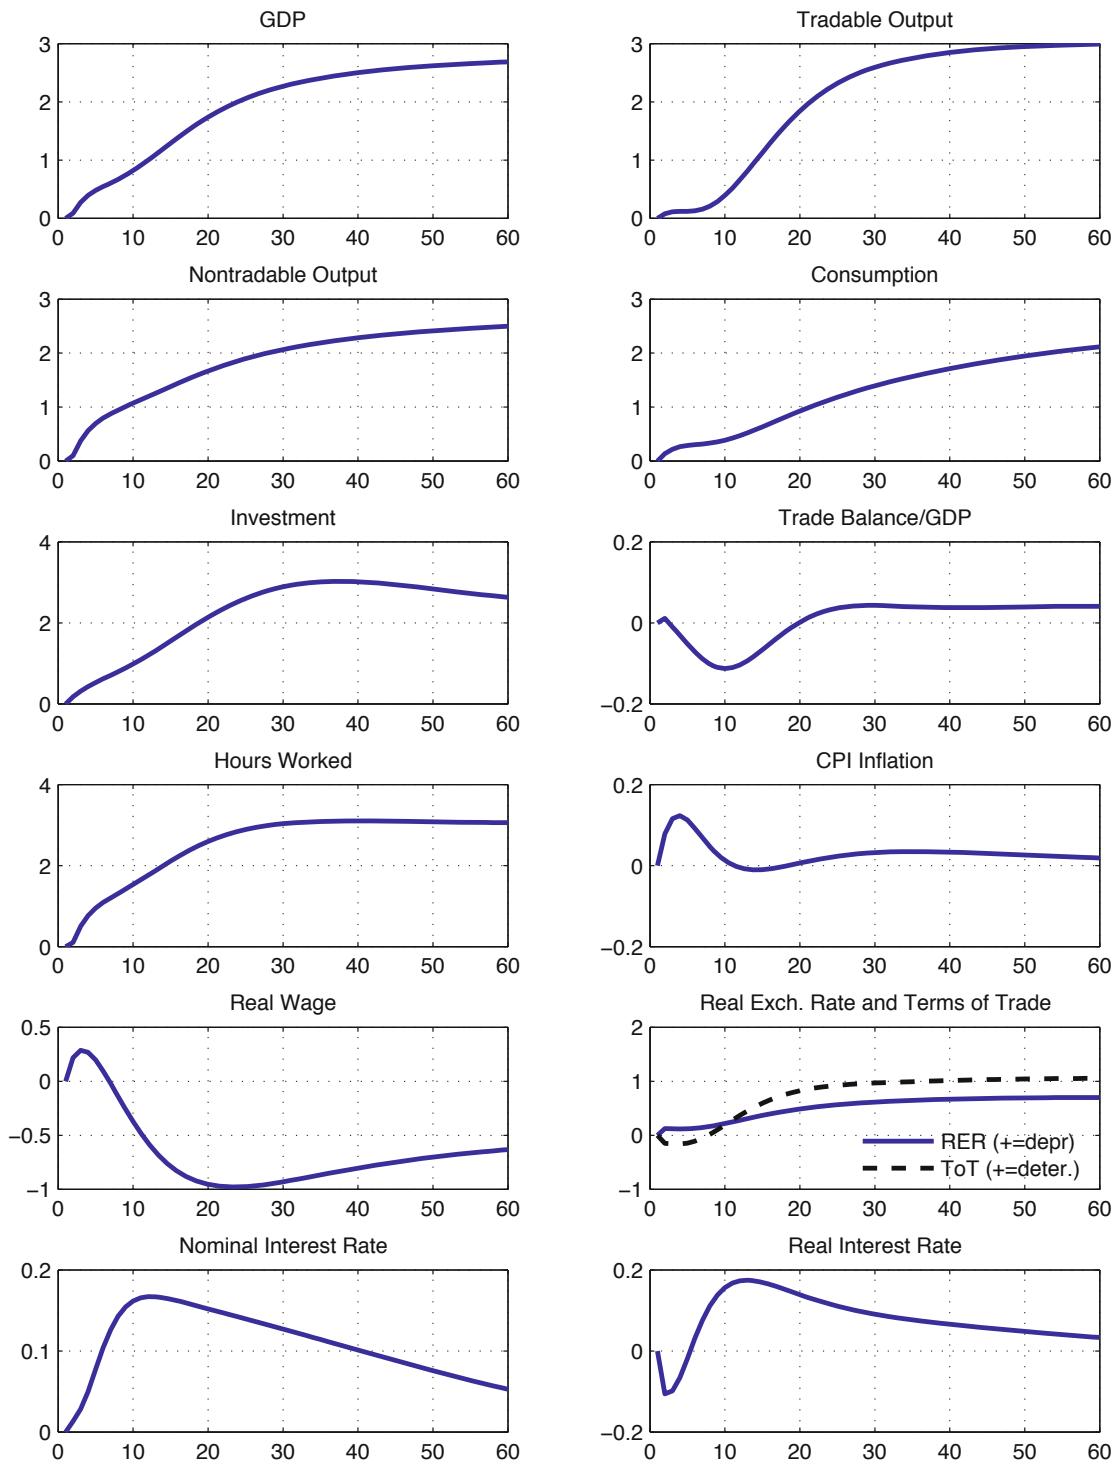 GDP
3
2
1
0
0 10 20 30 40 50 60
Tradable Output
3
2
1
0
0 10 20 30 40 50 60
Nontradable Output
3
2
1
0
0 10 20 30 40 50 60
Consumption
3
2
1
0
0 10 20 30 40 50 60
Investment
4
2
0
0 10 20 30 40 50 60
Trade Balance/GDP
0.2
0
−0.2
0 10 20 30 40 50 60
Hours Worked
4
2
0
0 10 20 30 40 50 60
CPI Inflation
0.2
0
−0.2
0 10 20 30 40 50 60
Real Wage
0.5
0
−0.5
−1
0 10 20 30 40 50 60
Real Exch. Rate and Terms of Trade
2
1
0
−1
RER (+=depr)
ToT (+=deter.)
0 10 20 30 40 50 60
Nominal Interest Rate
0.2
0.1
0
0 10 20 30 40 50 60
Real Interest Rate
0.2
0
−0.2
0 10 20 30 40 50 60